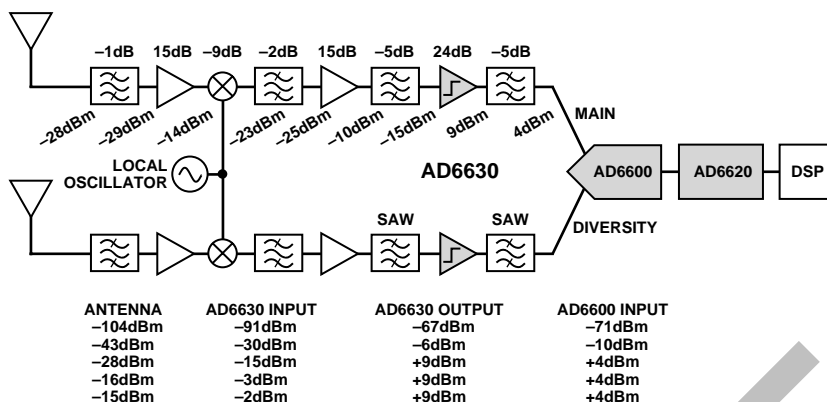 –1dB 15dB –9dB –2dB 15dB –5dB 24dB –5dB
–28dBm –29dBm –14dBm –23dBm –25dBm –10dBm –15dBm 9dBm 4dBm
MAIN
LOCAL
OSCILLATOR
AD6630
AD6600
AD6620
DSP
SAW SAW
DIVERSITY
ANTENNA AD6630 INPUT AD6630 OUTPUT AD6600 INPUT
–104dBm –91dBm –67dBm –71dBm
–43dBm –30dBm –6dBm –10dBm
–28dBm –15dBm +9dBm +4dBm
–16dBm –3dBm +9dBm +4dBm
–15dBm –2dBm +9dBm +4dBm